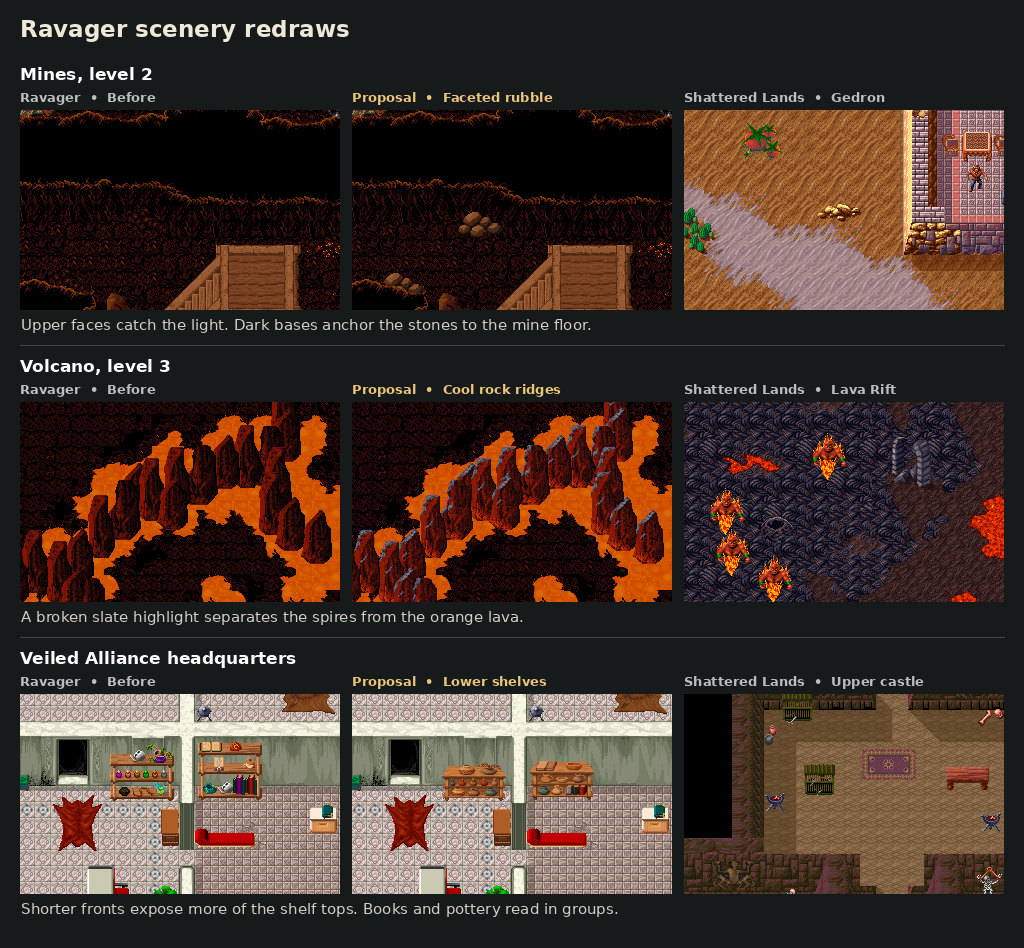 Ravager scenery redraws
Mines, level 2
Ravager • Before
Proposal • Faceted rubble
Shattered Lands • Gedron
Upper faces catch the light. Dark bases anchor the stones to the mine floor.
Volcano, level 3
Ravager • Before
Proposal • Cool rock ridges
Shattered Lands • Lava Rift
A broken slate highlight separates the spires from the orange lava.
Veiled Alliance headquarters
Ravager • Before
Proposal • Lower shelves
Shattered Lands • Upper castle
Shorter fronts expose more of the shelf tops. Books and pottery read in groups.